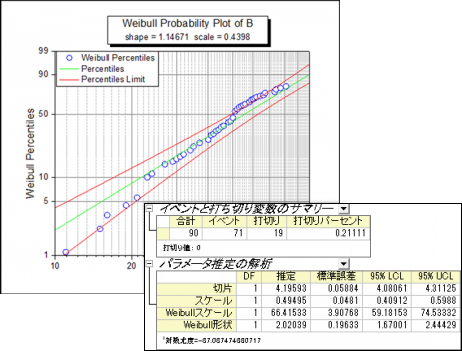 Weibull Probability Plot of B
shape = 1.14671 scale = 0.4398
99
90
50
10
5
1
10
20
Weibull Percentiles
Weibull Percentiles
Percentiles
Percentiles Limit
イベントと打ち切り変数のサマリー
合計 イベント 打切り 打切りパーセント
90 71 19 0.21111
打切り値: 0
パラメータ推定の解析
DF 推定 標準誤差 95% LCL 95% UCL
切片 1 4.19593 0.05884 4.08061 4.31125
スケール 1 0.49495 0.0481 0.40912 0.5988
Weibullスケール 1 66.41533 3.90768 59.18153 74.53332
Weibull形状 1 2.02039 0.19633 1.67001 2.44429
対数尤度=-67.067474660717